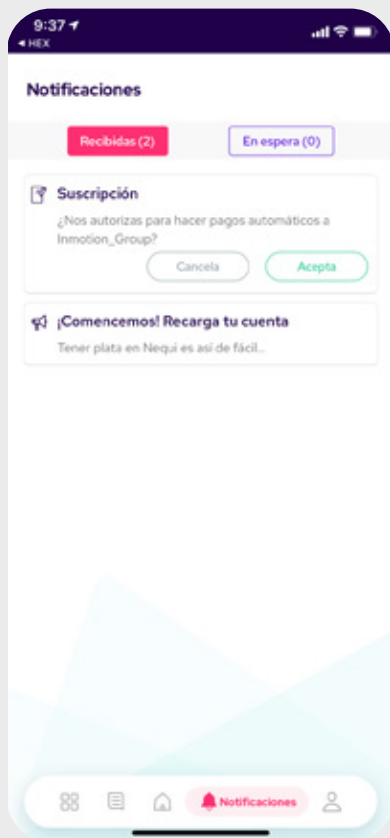 9:37
◀ HEX
Notificaciones
Recibidas (2)
En espera (0)
Suscripción
¿Nos autorizas para hacer pagos automáticos a
Inmotion_Group?
Cancela
Acepta
¡Comencemos! Recarga tu cuenta
Tener plata en Nequi es así de fácil...
Notificaciones